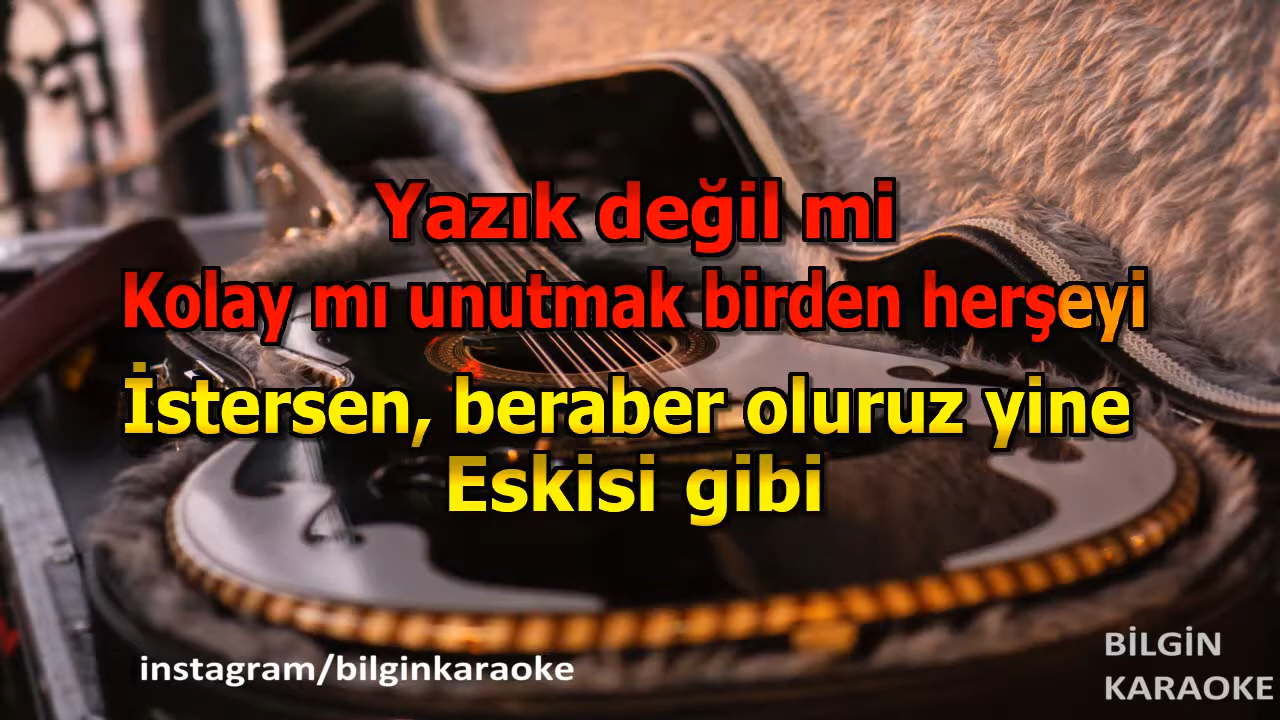 Yazık değil mi
Kolay mı unutmak birden herşeyi
İstersen, beraber oluruz yine
Eskisi gibi
instagram/bilginkaraoke
BİLGİN
KARAOKE